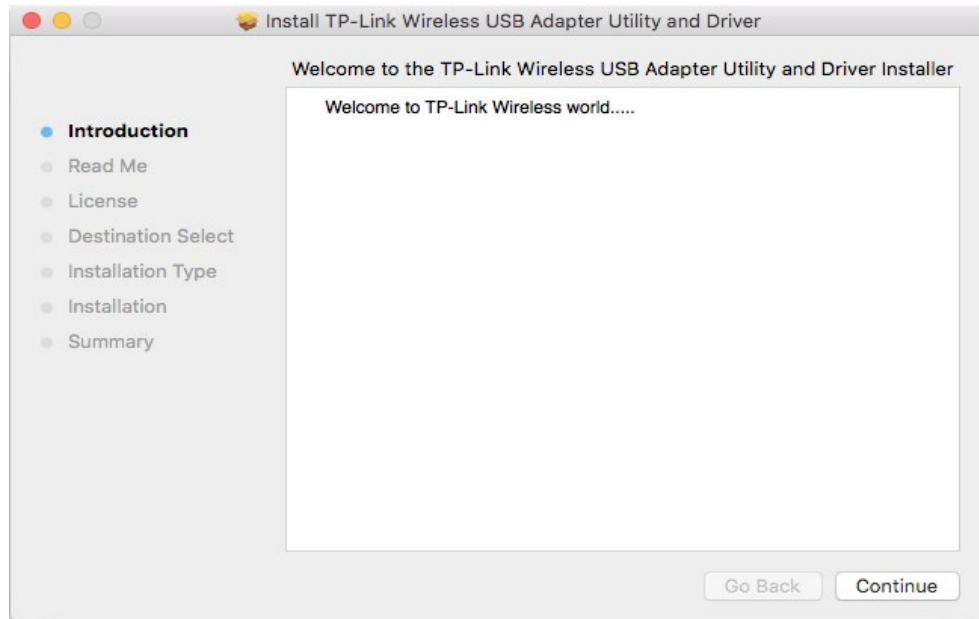 Install TP-Link Wireless USB Adapter Utility and Driver
Welcome to the TP-Link Wireless USB Adapter Utility and Driver Installer
Welcome to TP-Link Wireless world.....
Introduction
Read Me
License
Destination Select
Installation Type
Installation
Summary
Go Back
Continue